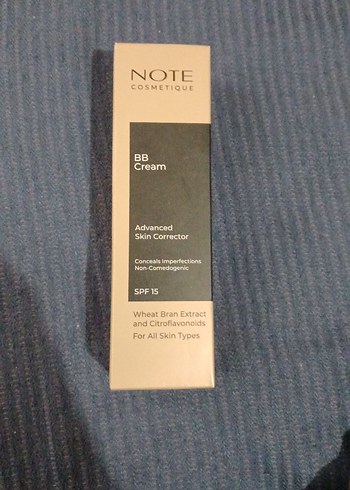 NOTE
COSMETIQUE
BB
Cream
Advanced
Skin Corrector
Conceals Imperfections
Non-Comedogenic
SPF 15
Wheat Bran Extract
and Citroflavonoids
For All Skin Types